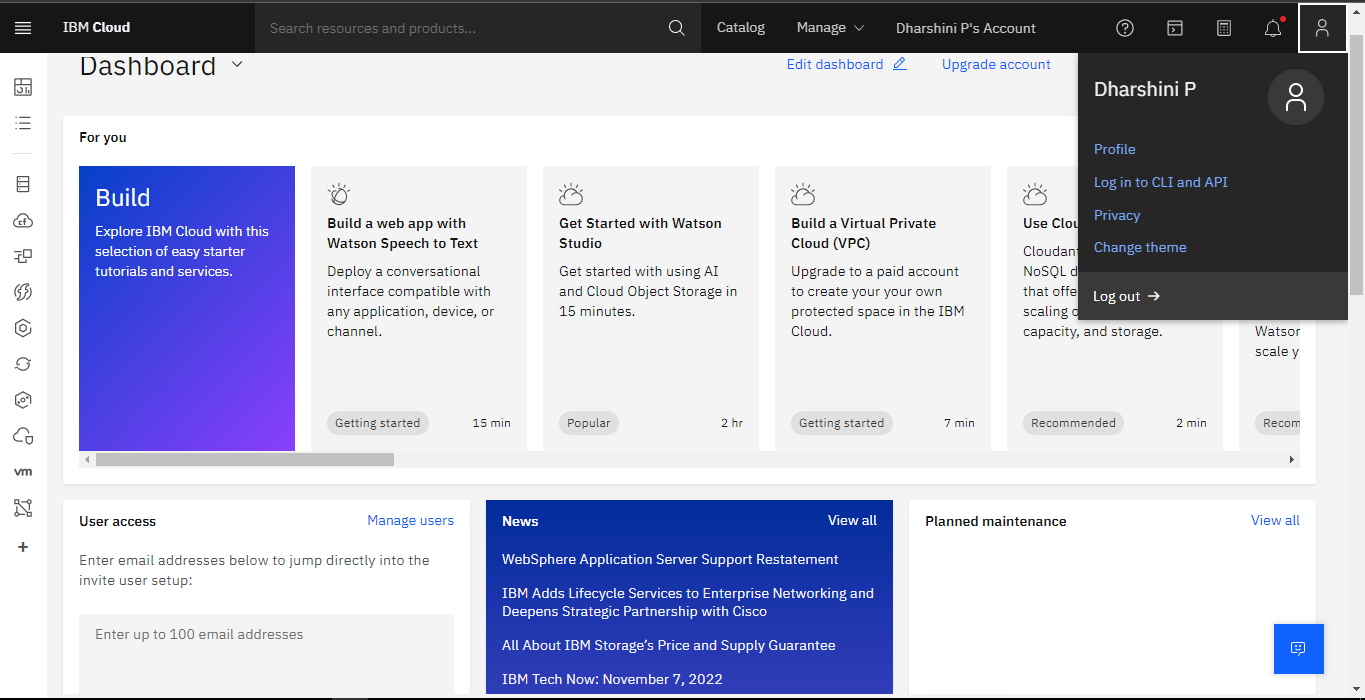 IBM Cloud
Search resources and products...
Catalog
Manage
Dharshini P's Account
Dashboard
Edit dashboard
Upgrade account
Dharshini P
Profile
Log in to CLI and API
Privacy
Change theme
Log out
For you
Build
Explore IBM Cloud with this
selection of easy starter
tutorials and services.
Build a web app with
Watson Speech to Text
Deploy a conversational
interface compatible with
any application, device, or
channel.
Getting started
15 min
Get Started with Watson
Studio
Get started with using AI
and Cloud Object Storage in
15 minutes.
Popular
2 hr
Build a Virtual Private
Cloud (VPC)
Upgrade to a paid account
to create your your own
protected space in the IBM
Cloud.
Getting started
7 min
Use Clou
Cloudant
NoSQL d
that offe
scaling o
capacity, and storage.
Recommended
2 min
Watson
scale y
Recom
cf
vm
User access
Manage users
Enter email addresses below to jump directly into the
invite user setup:
Enter up to 100 email addresses
News
View all
WebSphere Application Server Support Restatement
IBM Adds Lifecycle Services to Enterprise Networking and
Deepens Strategic Partnership with Cisco
All About IBM Storage's Price and Supply Guarantee
IBM Tech Now: November 7, 2022
Planned maintenance
View all